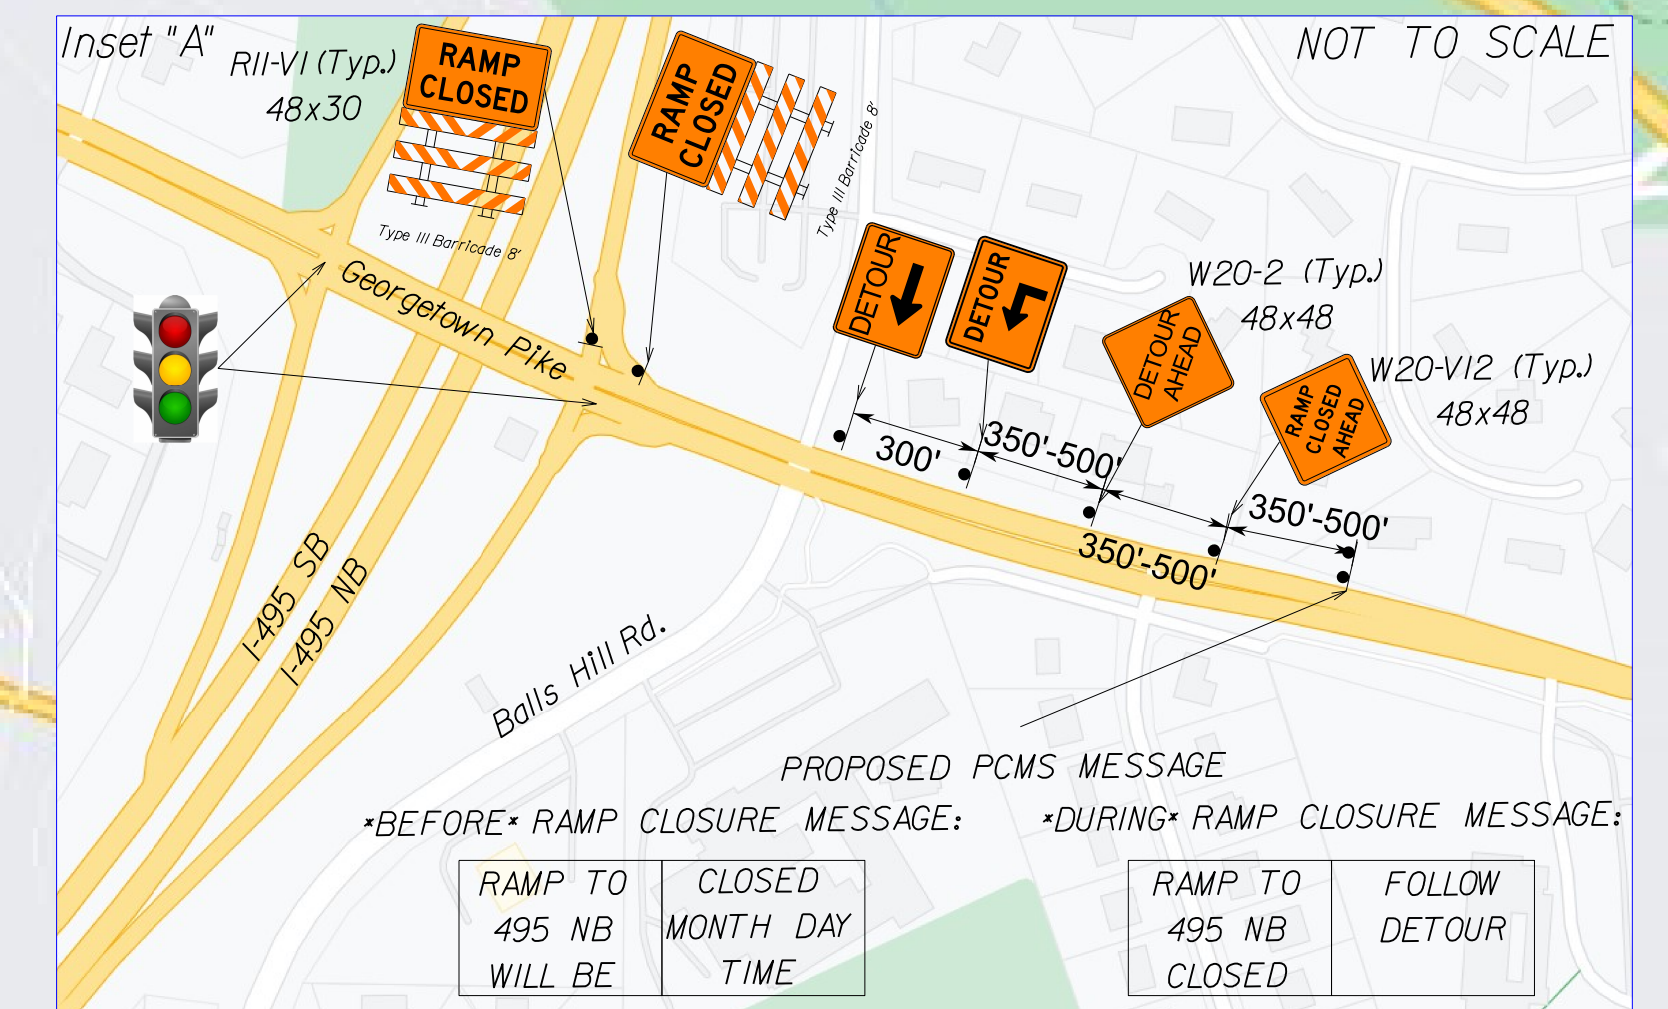 Inset "A"
NOT TO SCALE
R11-V1 (Typ.)
48x30
RAMP
CLOSED
RAMP
CLOSED
Type III Barricade 8'
Type III Barricade 8'
Georgetown Pike
DETOUR
DETOUR
DETOUR
AHEAD
W20-2 (Typ.)
48x48
RAMP
CLOSED
AHEAD
W20-V12 (Typ.)
48x48
300'
350'-500'
350'-500'
350'-500'
I-495 SB
I-495 NB
Balls Hill Rd.
PROPOSED PCMS MESSAGE
*BEFORE* RAMP CLOSURE MESSAGE:
RAMP TO
495 NB
WILL BE
CLOSED
MONTH DAY
TIME
*DURING* RAMP CLOSURE MESSAGE:
RAMP TO
495 NB
CLOSED
FOLLOW
DETOUR